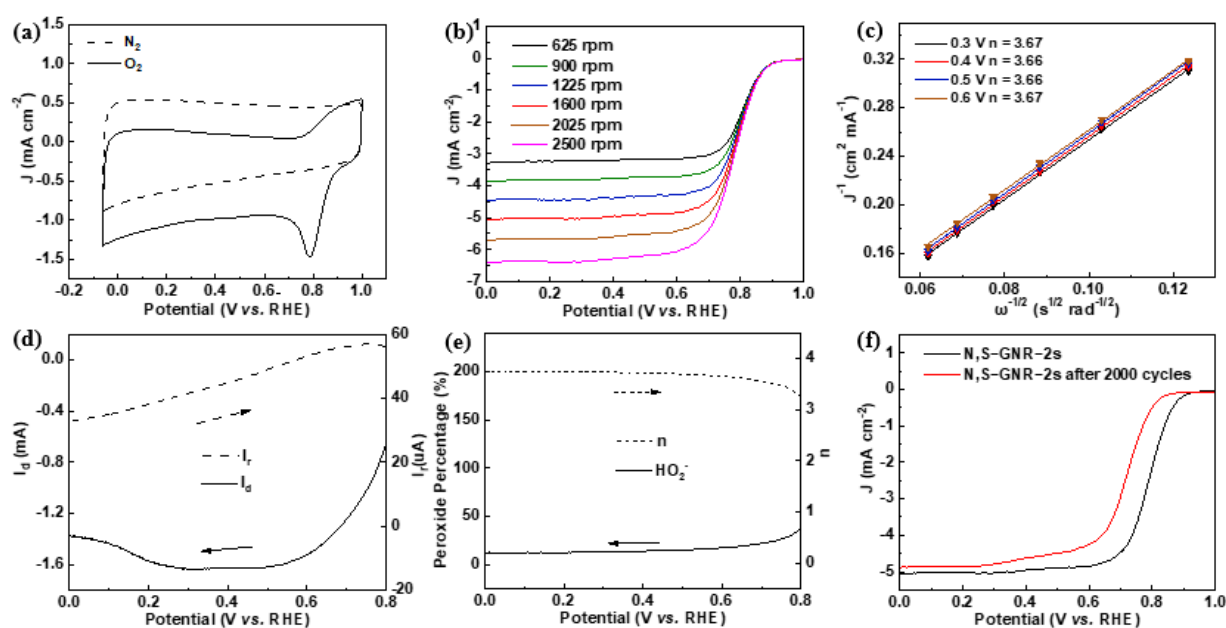 (a)
N₂
O₂
J (mA cm⁻²)
1.5
1.0
0.5
0.0
-0.5
-1.0
-1.5
-0.2
0.0
0.2
0.4
0.6
0.8
1.0
Potential (V vs. RHE)
(b)
625 rpm
900 rpm
1225 rpm
1600 rpm
2025 rpm
2500 rpm
J (mA cm⁻²)
1
0
-1
-2
-3
-4
-5
-6
-7
0.0
0.2
0.4
0.6
0.8
1.0
Potential (V vs. RHE)
(c)
0.3 V n = 3.67
0.4 V n = 3.66
0.5 V n = 3.66
0.6 V n = 3.67
J⁻¹ (cm² mA⁻¹)
0.32
0.28
0.24
0.20
0.16
0.06
0.08
0.10
0.12
ω⁻¹/² (s¹/² rad⁻¹/²)
(d)
I_d (mA)
0.0
-0.4
-0.8
-1.2
-1.6
I_r
I_d
60
40
20
0
-20
I_r(uA)
0.0
0.2
0.4
0.6
0.8
Potential (V vs. RHE)
(e)
Peroxide Percentage (%)
200
150
100
50
0
n
HO₂⁻
4
3
2
1
0
n
0.0
0.2
0.4
0.6
0.8
Potential (V vs. RHE)
(f)
N,S-GNR-2s
N,S-GNR-2s after 2000 cycles
J (mA cm⁻²)
1
0
-1
-2
-3
-4
-5
0.0
0.2
0.4
0.6
0.8
1.0
Potential (V vs. RHE)